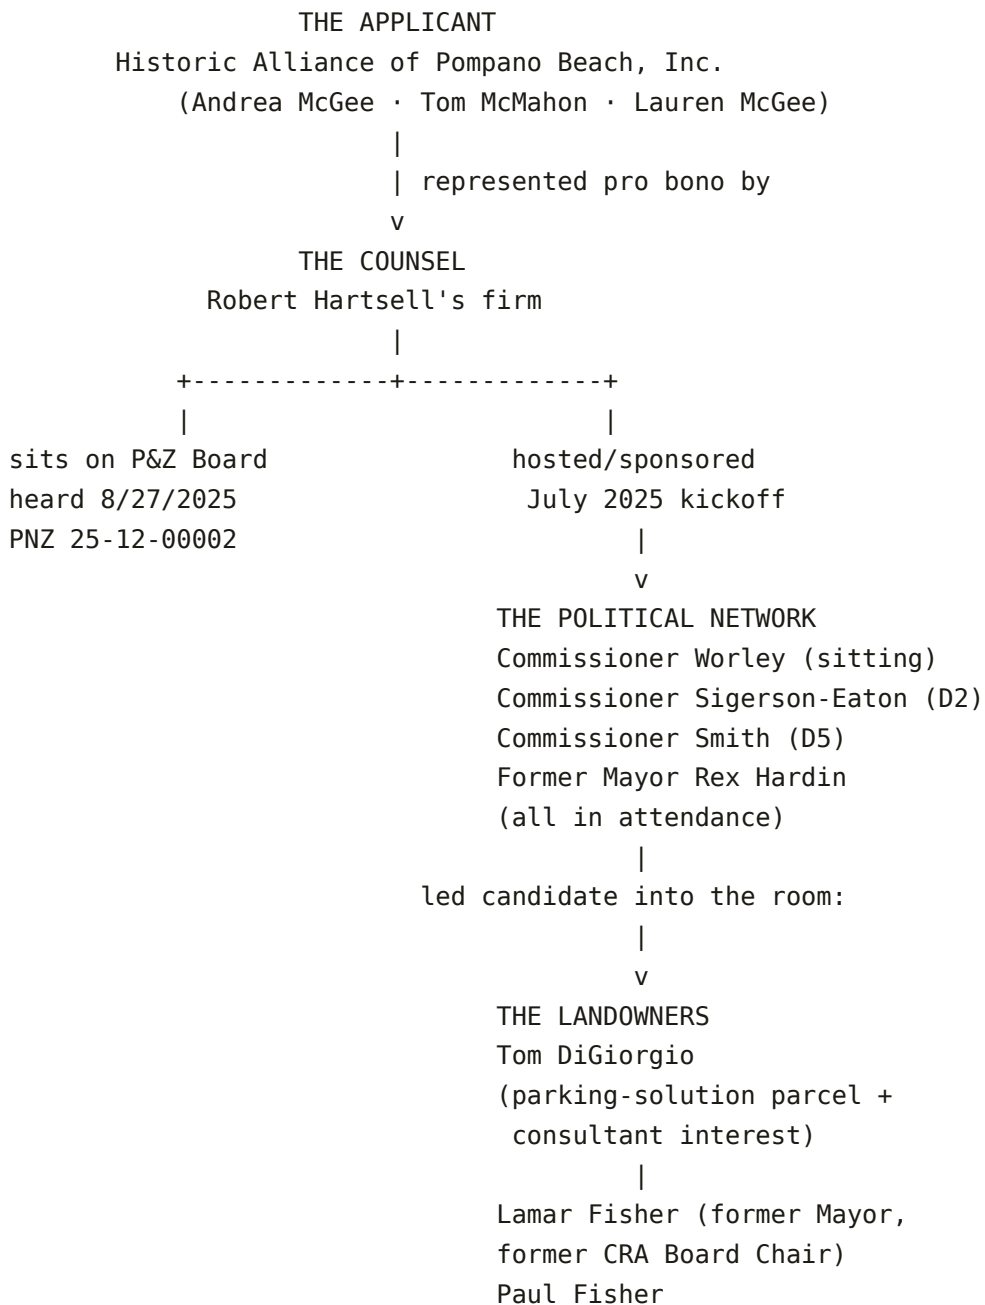 THE APPLICANT
Historic Alliance of Pompano Beach, Inc.
(Andrea McGee · Tom McMahon · Lauren McGee)
|
| represented pro bono by
v
THE COUNSEL
Robert Hartsell's firm
|
+-------------+-------------+
| |
sits on P&Z Board hosted/sponsored
heard 8/27/2025 July 2025 kickoff
PNZ 25-12-00002 |
v
THE POLITICAL NETWORK
Commissioner Worley (sitting)
Commissioner Sigerson-Eaton (D2)
Commissioner Smith (D5)
Former Mayor Rex Hardin
(all in attendance)
|
led candidate into the room:
|
v
THE LANDOWNERS
Tom DiGiorgio
(parking-solution parcel +
consultant interest)
|
Lamar Fisher (former Mayor,
former CRA Board Chair)
Paul Fisher